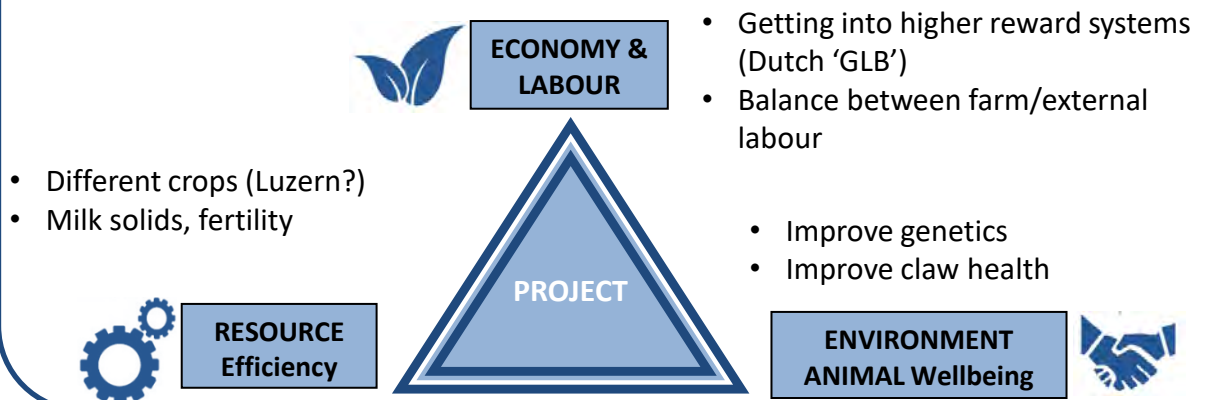 ECONOMY &
LABOUR
• Getting into higher reward systems
(Dutch ‘GLB’)
• Balance between farm/external
labour
• Different crops (Luzern?)
• Milk solids, fertility
• Improve genetics
• Improve claw health
PROJECT
RESOURCE
Efficiency
ENVIRONMENT
ANIMAL Wellbeing